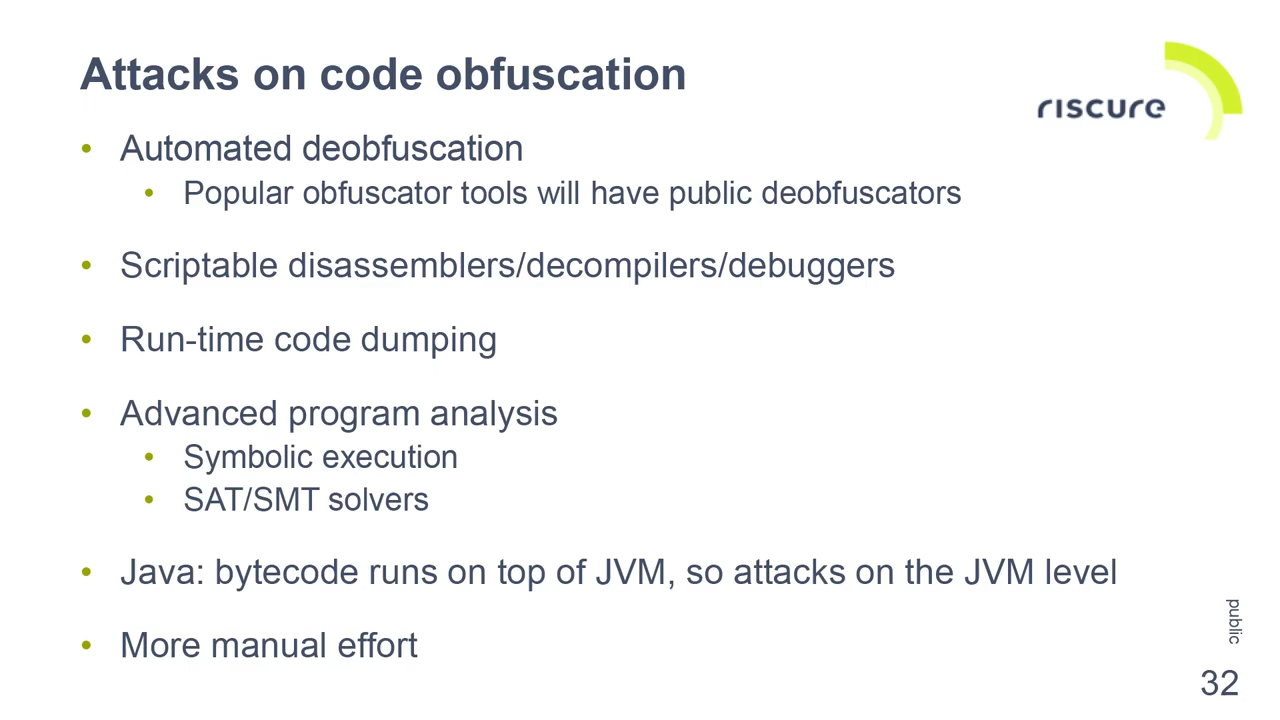 Attacks on code obfuscation
riscure
• Automated deobfuscation
• Popular obfuscator tools will have public deobfuscators
• Scriptable disassemblers/decompilers/debuggers
• Run-time code dumping
• Advanced program analysis
• Symbolic execution
• SAT/SMT solvers
• Java: bytecode runs on top of JVM, so attacks on the JVM level
• More manual effort
public
32